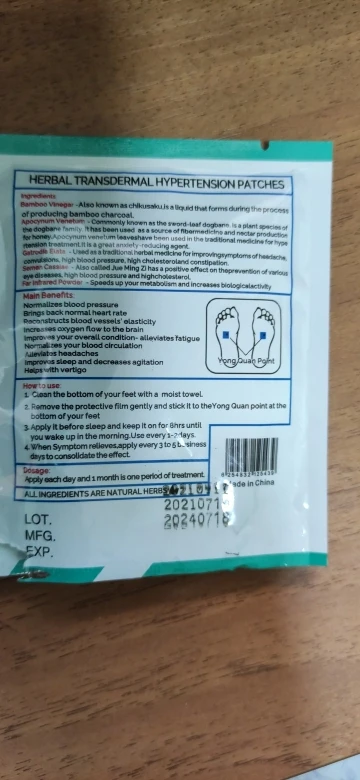 HERBAL TRANSDERMAL HYPERTENSION PATCHES
Ingredients:
Bamboo Vinegar -Also known as chikusaku,is a liquid that forms during the process
of producing bamboo charcoal.
Apocynum Venetum - Commonly known as the sword-leaf dogbane, is a plant species of
the dogbane family. It has been used as a source of fibermedicine and nectar production
for honey.Apocynum venetum leaveshave been used in the traditional medicine for hype
rtension treatment.It is a great anxiety-reducing agent.
- Used as a traditional herbal medicine for improvingsymptoms of headache,
convulsions, high blood pressure, high cholesteroland constipation.
- Also called Jue Ming Zi has a positive effect on theprevention of various
eye diseases, high blood pressure and highcholesterol.
Far Infrared Powder - Speeds up your metabolism and increases biologicalactivity
Main Benefits:
Normalizes blood pressure
Brings back normal heart rate
Reconstructs blood vessels' elasticity
Increases oxygen flow to the brain
Improves your overall condition- alleviates fatigue
Normalizes your blood circulation
Alleviates headaches
Improves sleep and decreases agitation
Helps with vertigo
Yong Quan Point
How to use:
1. Clean the bottom of your feet with a moist towel.
2. Remove the protective film gently and stick it to theYong Quan point at the
bottom of your feet
3. Apply it before sleep and keep it on for 8hrs until
you wake up in the morning.Use every 1-2days.
4. When Symptom relieves,apply every 3 to 5 business
days to consolidate the effect.
Dosage:
Apply each day and 1 month is one period of treatment.
ALL INGREDIENTS ARE NATURAL HERBS
Made in China
LOT.
MFG. 20210719
EXP. 20240718